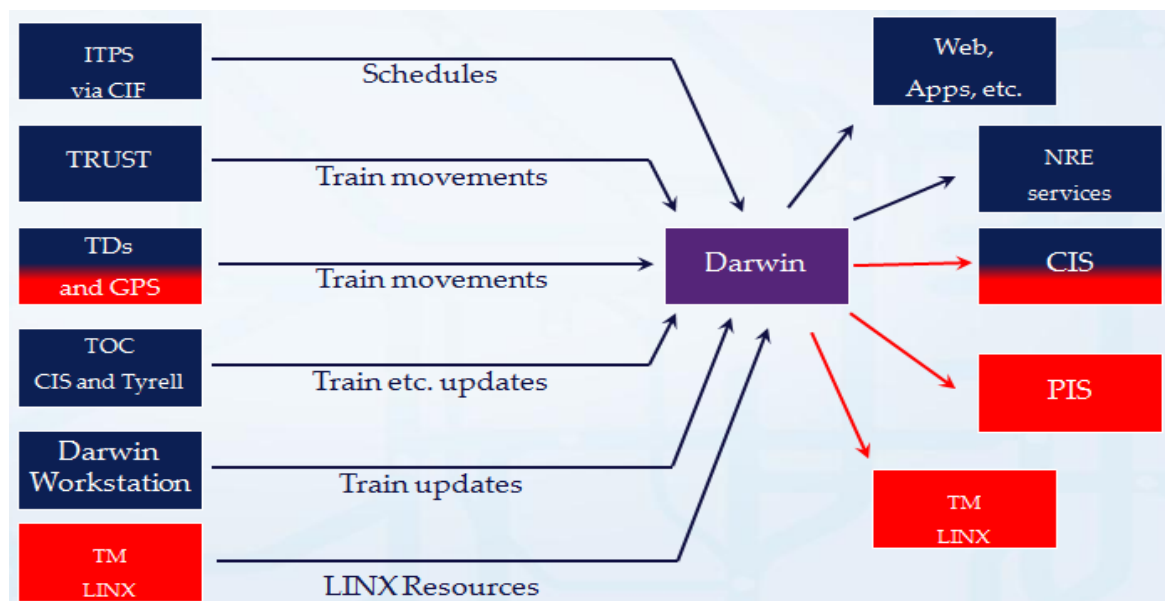 ITPS
via CIF
Schedules
TRUST
Train movements
TDs
and GPS
Train movements
TOC
CIS and Tyrell
Train etc. updates
Darwin
Workstation
Train updates
TM
LINX
LINX Resources
Darwin
Web,
Apps, etc.
NRE
services
CIS
PIS
TM
LINX